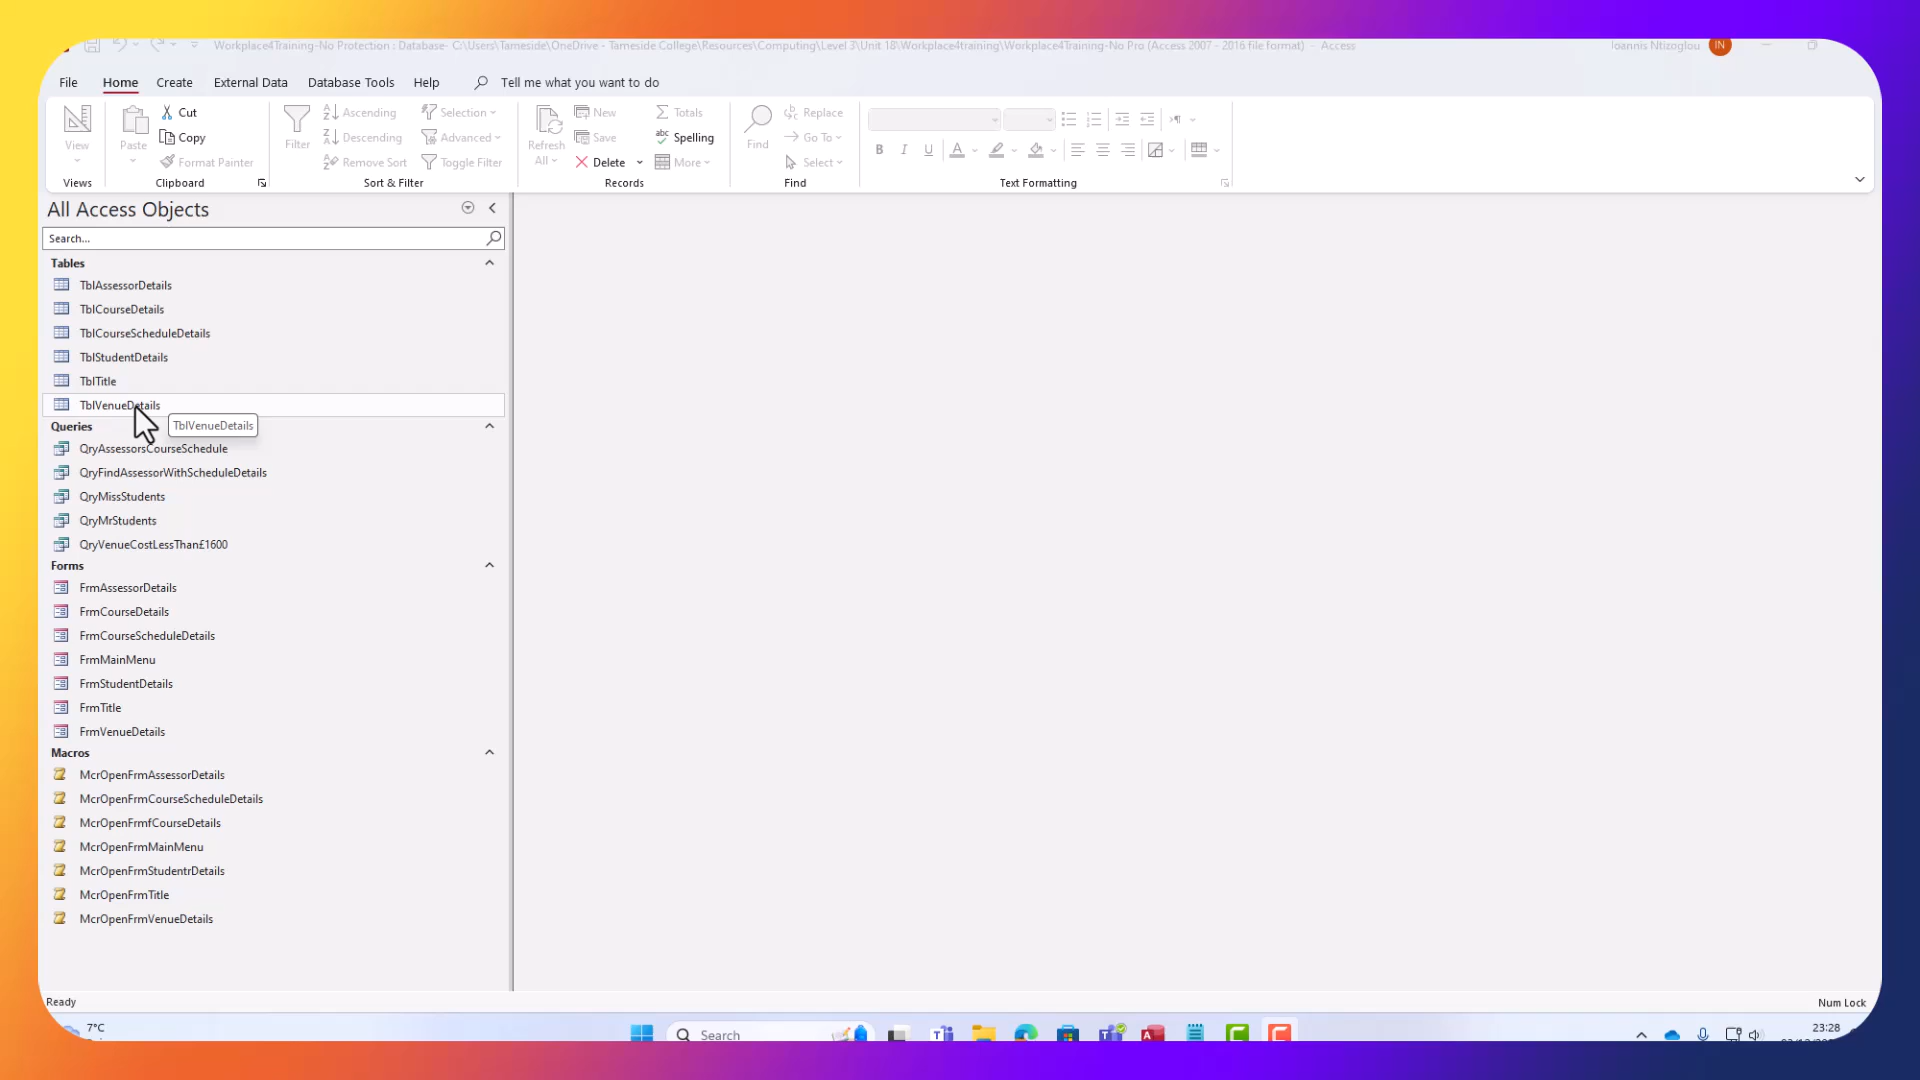 Workplace4Training-No Protection : Database- C:\Users\Tameside\OneDrive - Tameside College\Resources\Computing\Level 3\Unit 18\Workplace4training\Workplace4Training-No Pro (Access 2007 - 2016 file format) - Access
Ioannis Ntizoglou IN
File Home Create External Data Database Tools Help Tell me what you want to do
View
Views
Paste
Cut
Copy
Format Painter
Clipboard
Filter
Ascending
Descending
Remove Sort
Selection
Advanced
Toggle Filter
Sort & Filter
Refresh
All
New
Save
Delete
Totals
Spelling
More
Records
Find
Replace
Go To
Select
Find
B I U A
Text Formatting
All Access Objects
Search...
Tables
TblAssessorDetails
TblCourseDetails
TblCourseScheduleDetails
TblStudentDetails
TblTitle
TblVenueDetails
TblVenueDetails
Queries
QryAssessorsCourseSchedule
QryFindAssessorWithScheduleDetails
QryMissStudents
QryMrStudents
QryVenueCostLessThan£1600
Forms
FrmAssessorDetails
FrmCourseDetails
FrmCourseScheduleDetails
FrmMainMenu
FrmStudentDetails
FrmTitle
FrmVenueDetails
Macros
McrOpenFrmAssessorDetails
McrOpenFrmCourseScheduleDetails
McrOpenFrmfCourseDetails
McrOpenFrmMainMenu
McrOpenFrmStudentrDetails
McrOpenFrmTitle
McrOpenFrmVenueDetails
Ready
Num Lock
7°C
Search
23:28